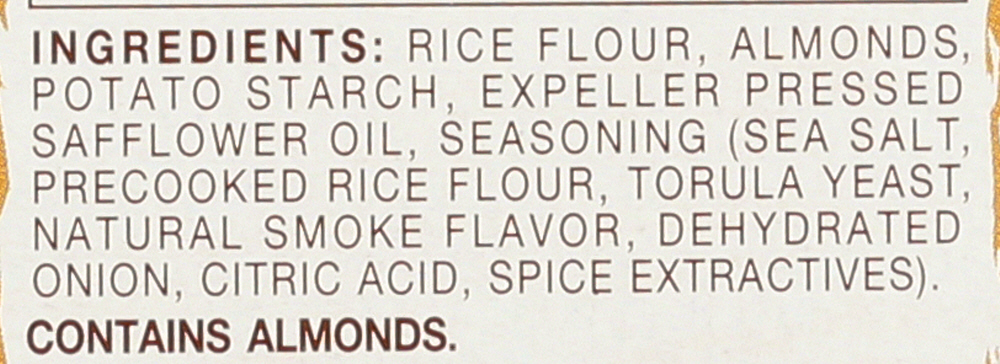 INGREDIENTS: RICE FLOUR, ALMONDS,
POTATO STARCH, EXPELLER PRESSED
SAFFLOWER OIL, SEASONING (SEA SALT,
PRECOOKED RICE FLOUR, TORULA YEAST,
NATURAL SMOKE FLAVOR, DEHYDRATED
ONION, CITRIC ACID, SPICE EXTRACTIVES).
CONTAINS ALMONDS.